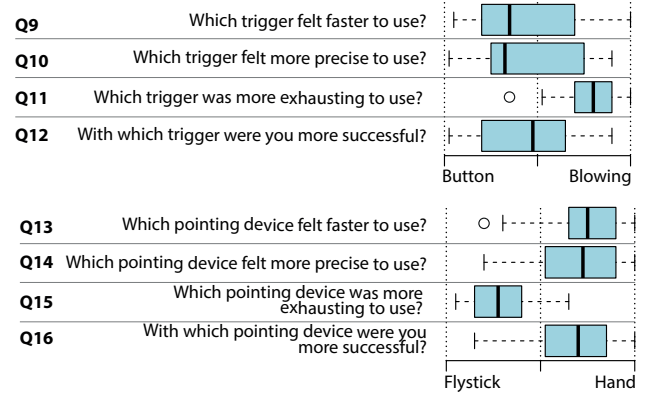 Q9 Which trigger felt faster to use?
Q10 Which trigger felt more precise to use?
Q11 Which trigger was more exhausting to use?
Q12 With which trigger were you more successful?
Button Blowing
Q13 Which pointing device felt faster to use?
Q14 Which pointing device felt more precise to use?
Q15 Which pointing device was more
exhausting to use?
Q16 With which pointing device were you
more successful?
Flystick Hand